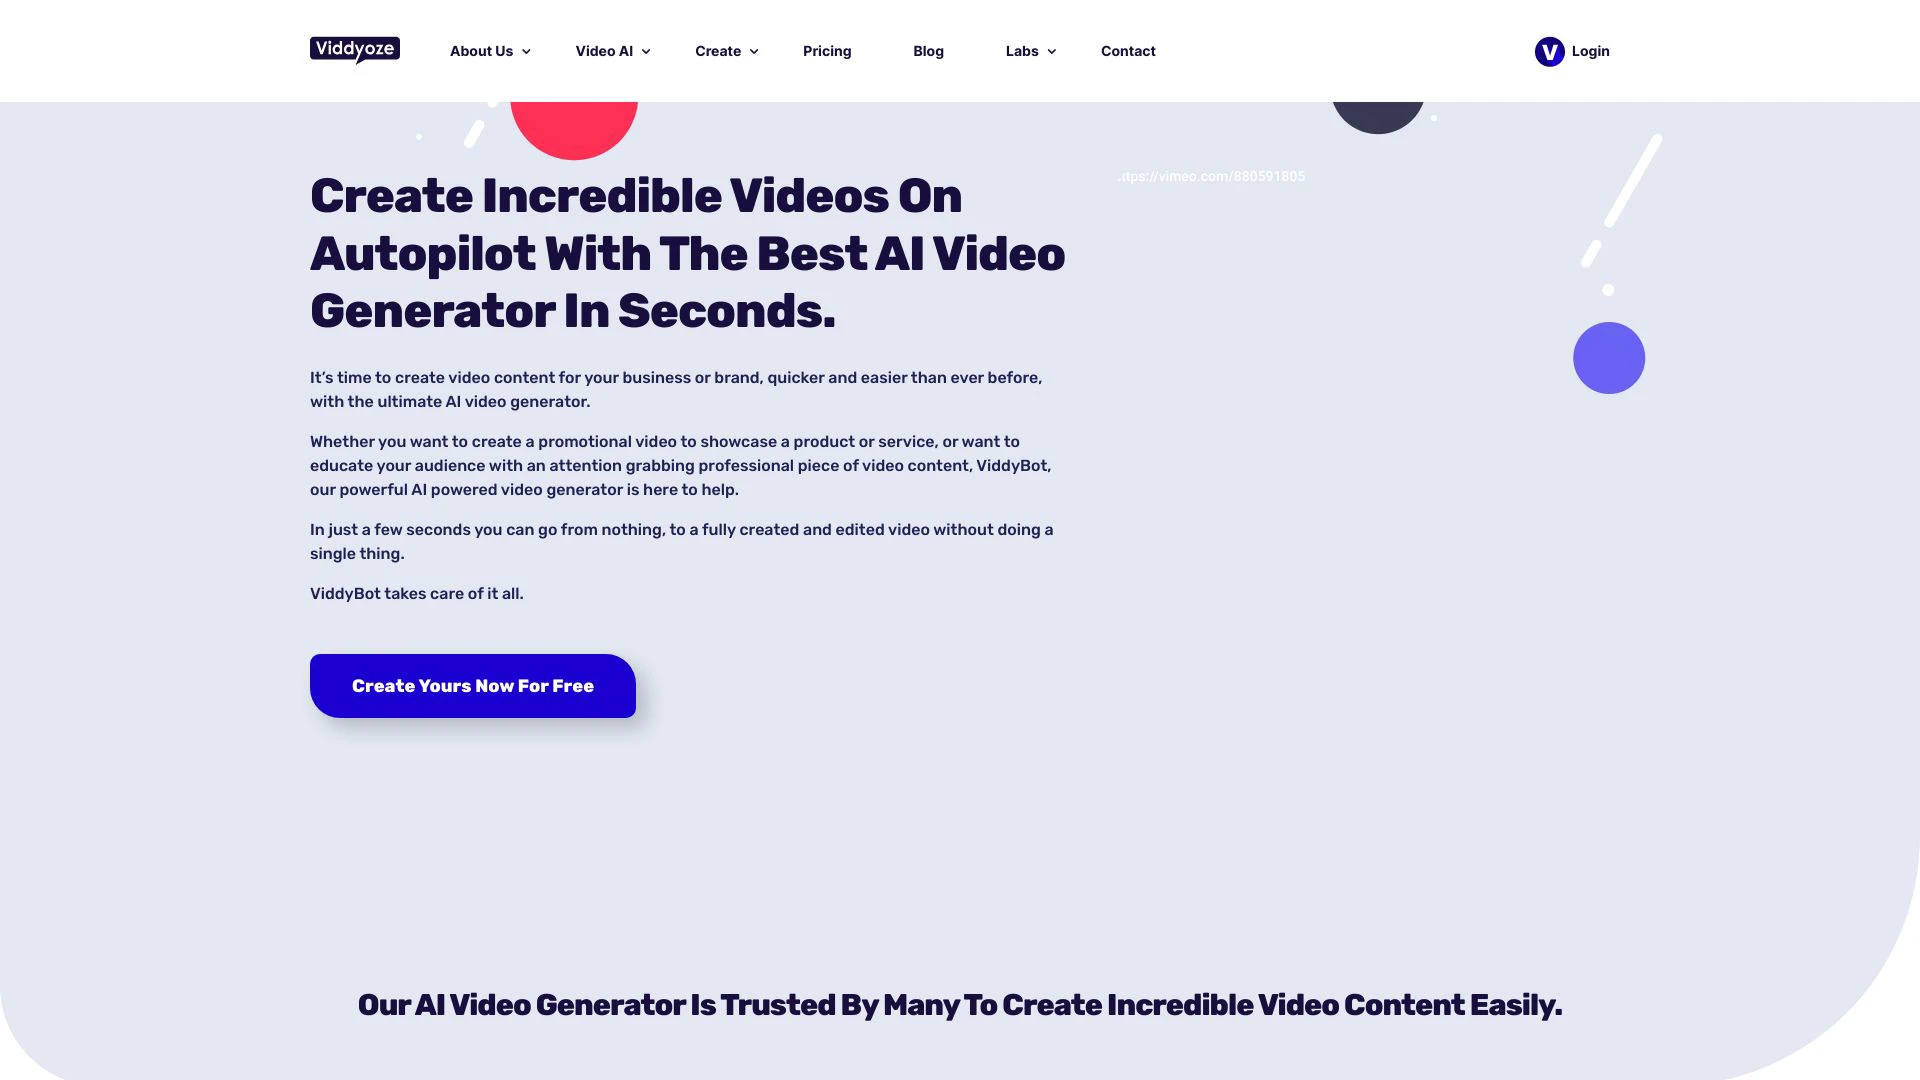 Viddyoze
About Us
Video AI
Create
Pricing
Blog
Labs
Contact
V
Login
.ttps://vimeo.com/880591805
Create Incredible Videos On
Autopilot With The Best AI Video
Generator In Seconds.
It’s time to create video content for your business or brand, quicker and easier than ever before,
with the ultimate AI video generator.
Whether you want to create a promotional video to showcase a product or service, or want to
educate your audience with an attention grabbing professional piece of video content, ViddyBot,
our powerful AI powered video generator is here to help.
In just a few seconds you can go from nothing, to a fully created and edited video without doing a
single thing.
ViddyBot takes care of it all.
Create Yours Now For Free
Our AI Video Generator Is Trusted By Many To Create Incredible Video Content Easily.